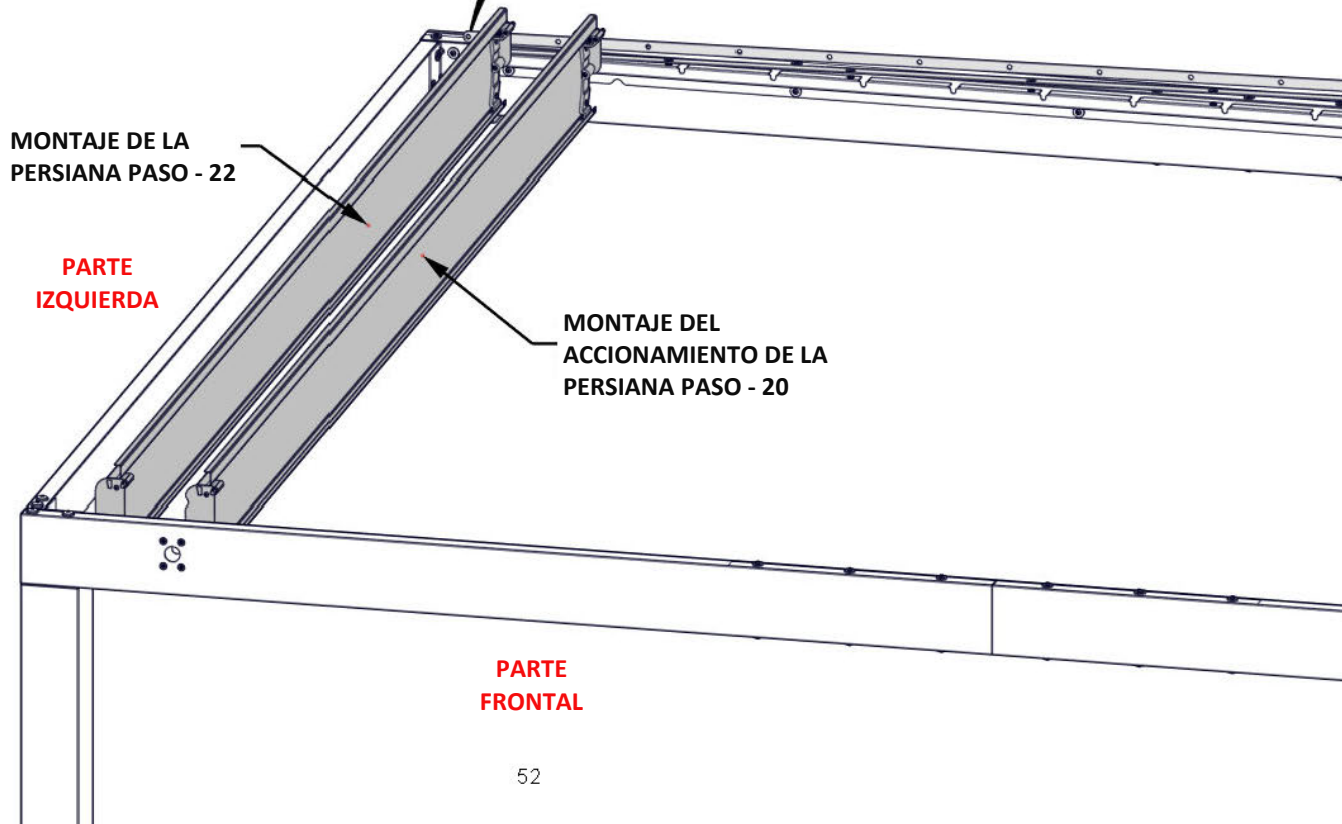 MONTAJE DE LA
PERSIANA PASO - 22
PARTE
IZQUIERDA
MONTAJE DEL
ACCIONAMIENTO DE LA
PERSIANA PASO - 20
PARTE
FRONTAL
52